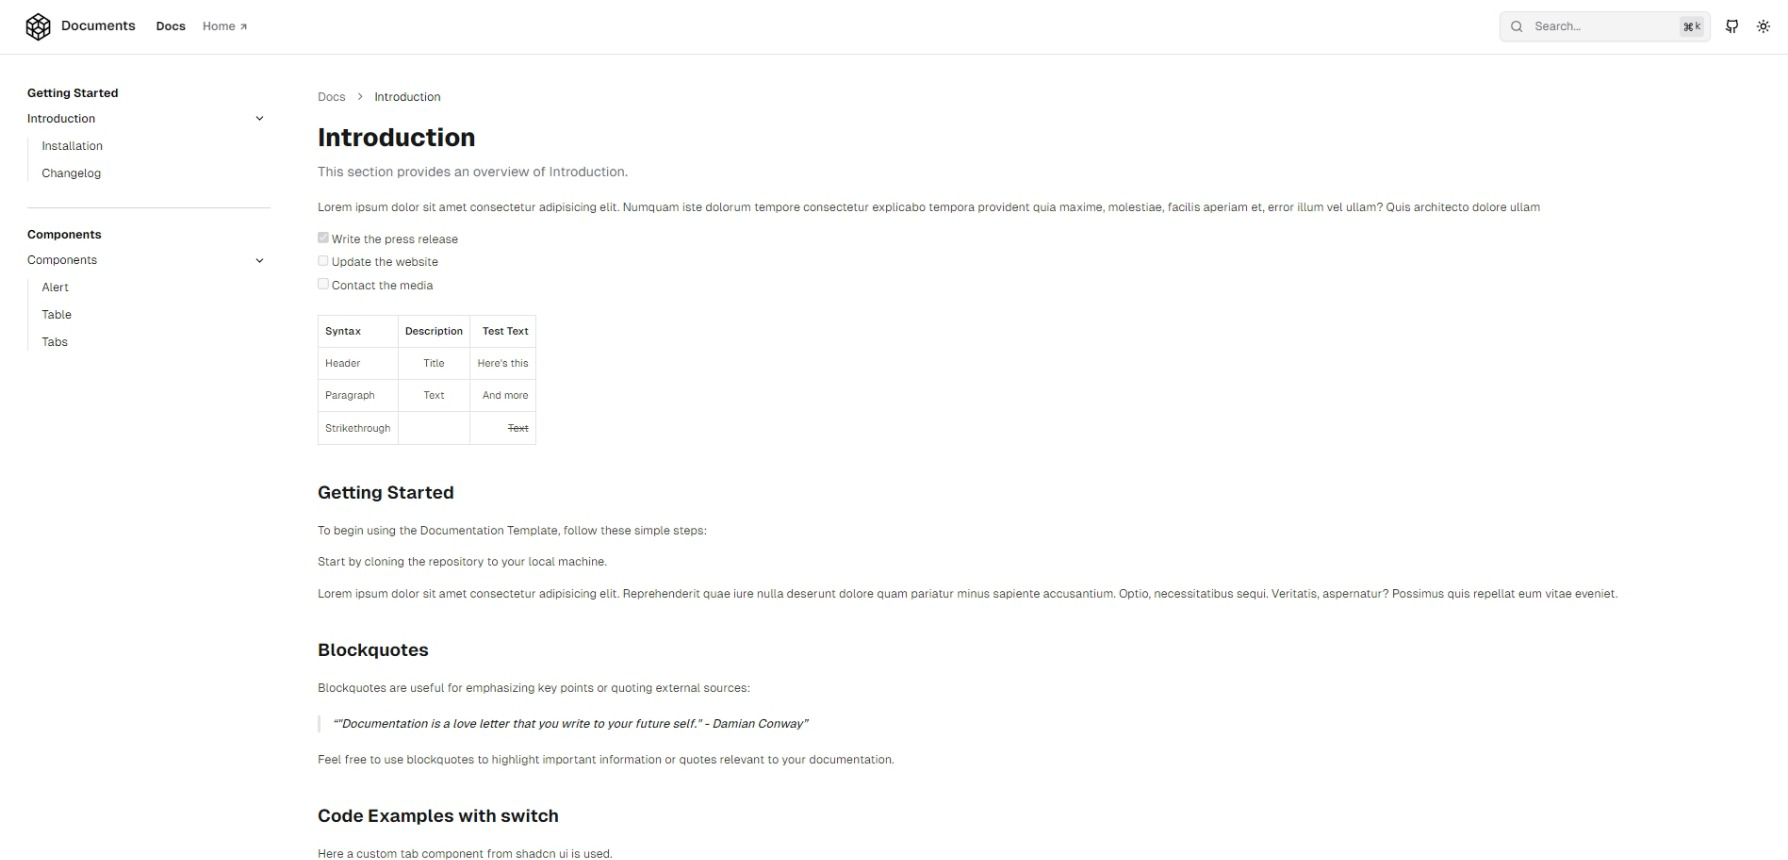 Documents Docs Home ↗ Search... ⌘k
Getting Started
Introduction
Installation
Changelog
Components
Components
Alert
Table
Tabs
Docs > Introduction
Introduction
This section provides an overview of Introduction.
Lorem ipsum dolor sit amet consectetur adipisicing elit. Numquam iste dolorum tempore consectetur explicabo tempora provident quia maxime, molestiae, facilis aperiam et, error illum vel ullam? Quis architecto dolore ullam
Write the press release
Update the website
Contact the media
Syntax Description Test Text
Header Title Here's this
Paragraph Text And more
Strikethrough Text
Getting Started
To begin using the Documentation Template, follow these simple steps:
Start by cloning the repository to your local machine.
Lorem ipsum dolor sit amet consectetur adipisicing elit. Reprehenderit quae iure nulla deserunt dolore quam pariatur minus sapiente accusantium. Optio, necessitatibus sequi. Veritatis, aspernatur? Possimus quis repellat eum vitae eveniet.
Blockquotes
Blockquotes are useful for emphasizing key points or quoting external sources:
“"Documentation is a love letter that you write to your future self." - Damian Conway”
Feel free to use blockquotes to highlight important information or quotes relevant to your documentation.
Code Examples with switch
Here a custom tab component from shadcn ui is used.